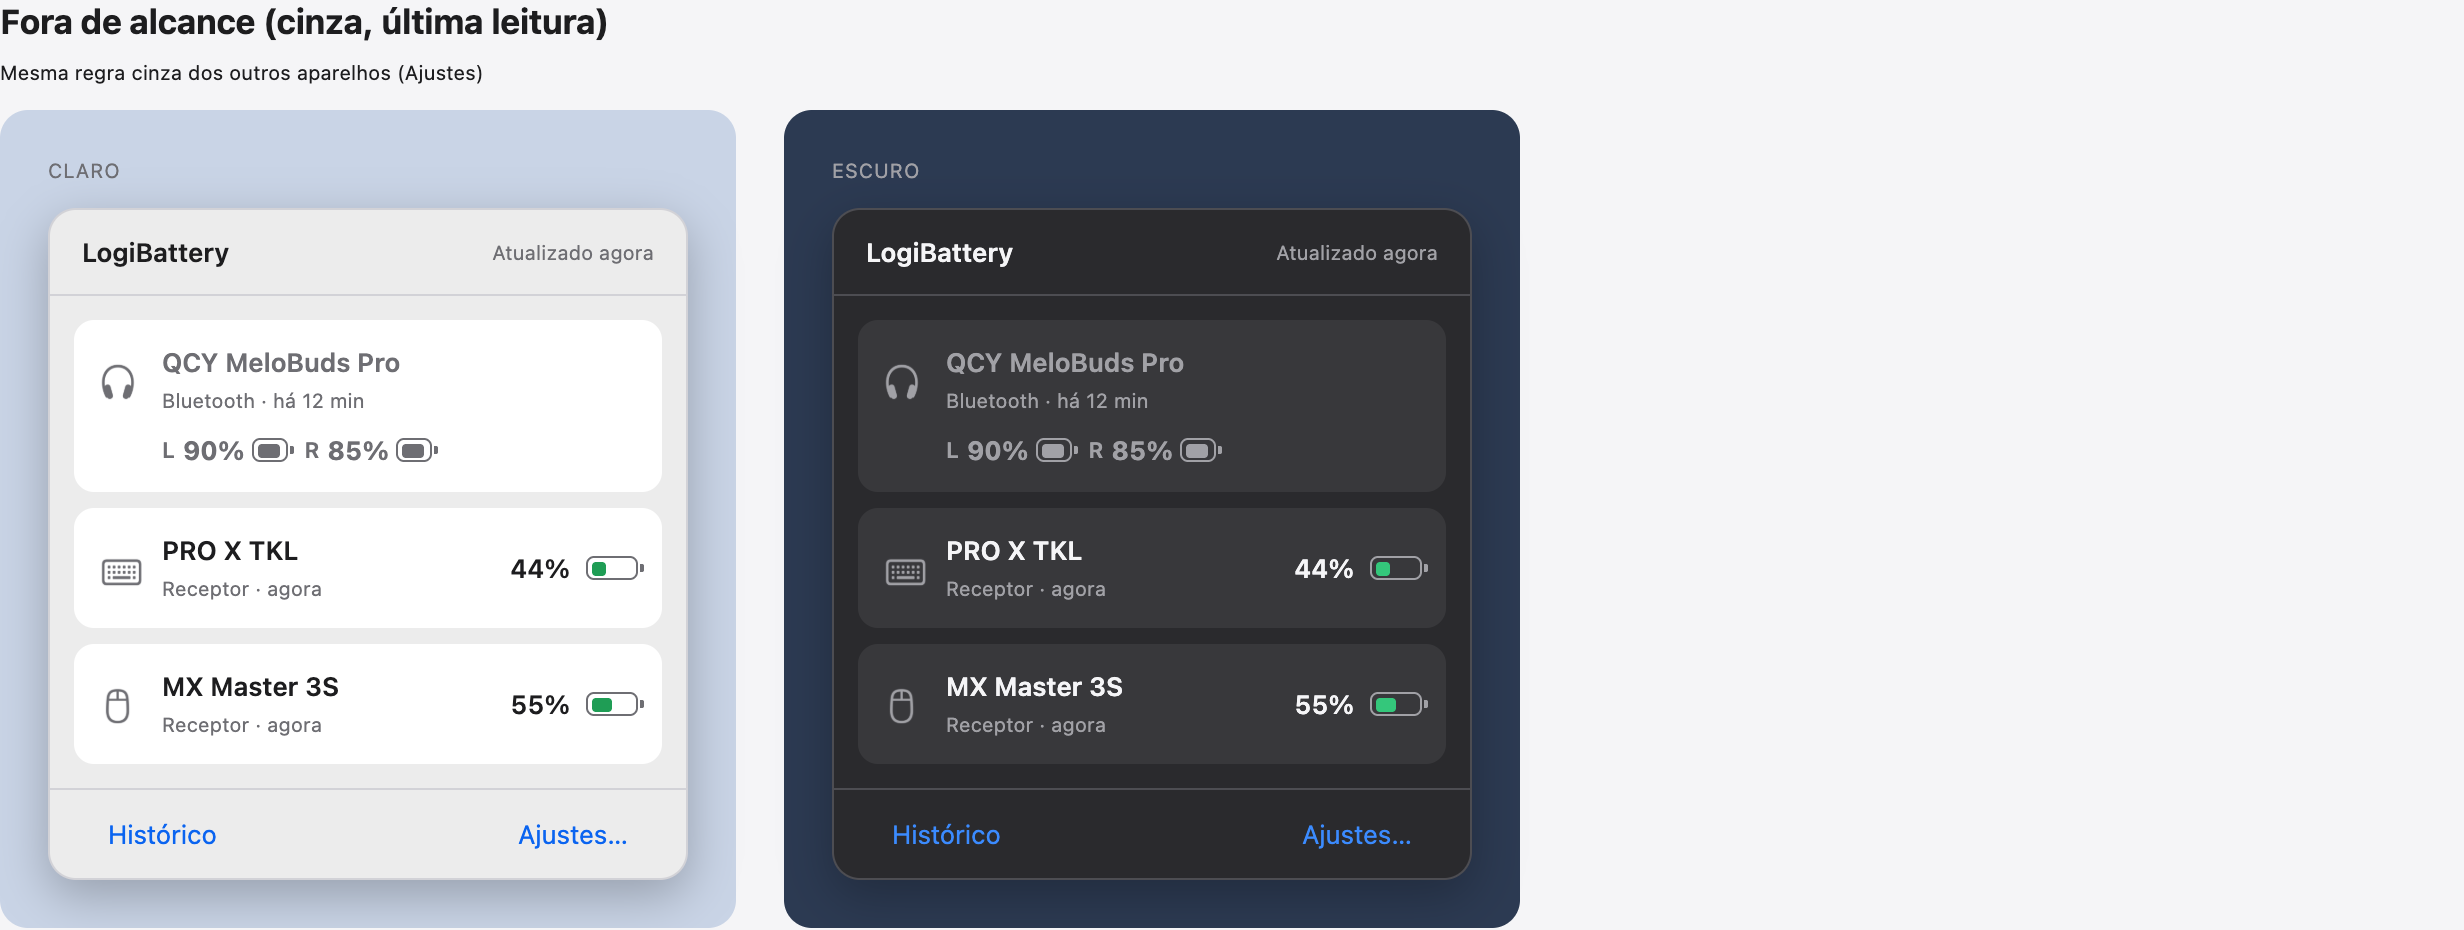 Fora de alcance (cinza, última leitura)
Mesma regra cinza dos outros aparelhos (Ajustes)
CLARO
LogiBattery Atualizado agora
QCY MeloBuds Pro
Bluetooth · há 12 min
L 90% R 85%
PRO X TKL
Receptor · agora
44%
MX Master 3S
Receptor · agora
55%
Histórico Ajustes...
ESCURO
LogiBattery Atualizado agora
QCY MeloBuds Pro
Bluetooth · há 12 min
L 90% R 85%
PRO X TKL
Receptor · agora
44%
MX Master 3S
Receptor · agora
55%
Histórico Ajustes...